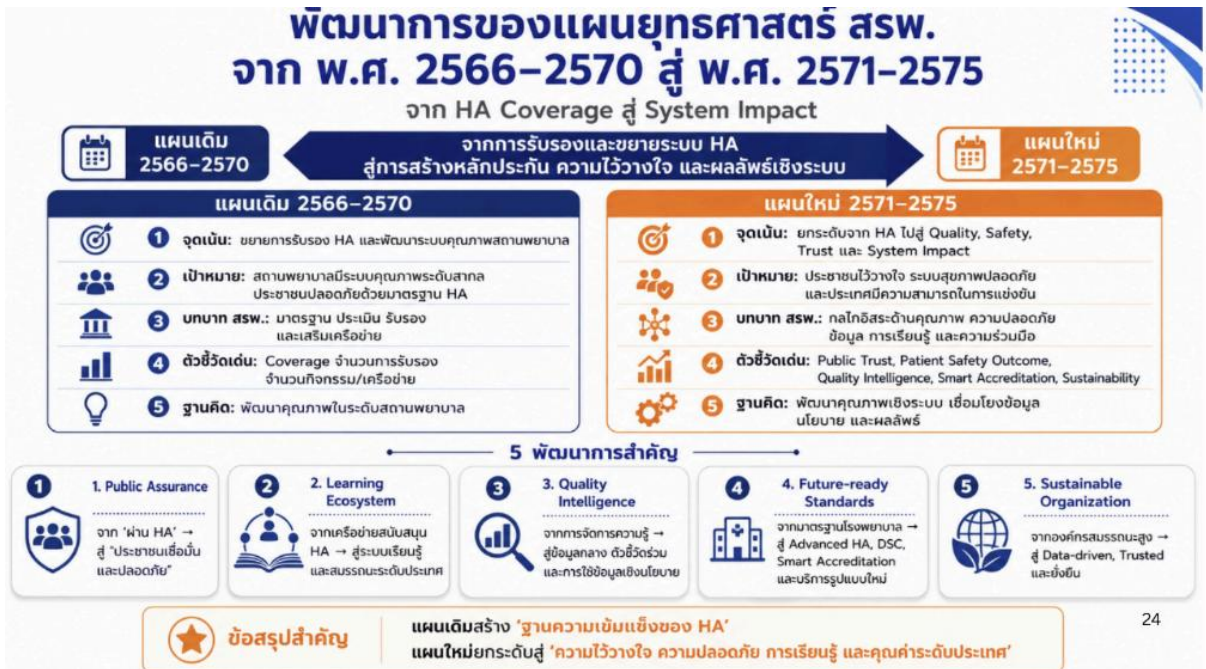 พัฒนาการของแผนยุทธศาสตร์ สรพ.
จาก พ.ศ. 2566–2570 สู่ พ.ศ. 2571–2575
จาก HA Coverage สู่ System Impact
แผนเดิม
2566–2570
จากการรับรองและขยายระบบ HA
สู่การสร้างหลักประกัน ความไว้วางใจ และผลลัพธ์เชิงระบบ
แผนใหม่
2571–2575
แผนเดิม 2566–2570
1 จุดเน้น: ขยายการรับรอง HA และพัฒนาระบบคุณภาพสถานพยาบาล
2 เป้าหมาย: สถานพยาบาลมีระบบคุณภาพระดับสากล
ประชาชนปลอดภัยด้วยมาตรฐาน HA
3 บทบาท สรพ.: มาตรฐาน ประเมิน รับรอง
และเสริมเครือข่าย
4 ตัวชี้วัดเด่น: Coverage จำนวนการรับรอง
จำนวนกิจกรรม/เครือข่าย
5 ฐานคิด: พัฒนาคุณภาพในระดับสถานพยาบาล
แผนใหม่ 2571–2575
1 จุดเน้น: ยกระดับจาก HA ไปสู่ Quality, Safety,
Trust และ System Impact
2 เป้าหมาย: ประชาชนไว้วางใจ ระบบสุขภาพปลอดภัย
และประเทศมีความสามารถในการแข่งขัน
3 บทบาท สรพ.: กลไกอิสระด้านคุณภาพ ความปลอดภัย
ข้อมูล การเรียนรู้ และความร่วมมือ
4 ตัวชี้วัดเด่น: Public Trust, Patient Safety Outcome,
Quality Intelligence, Smart Accreditation, Sustainability
5 ฐานคิด: พัฒนาคุณภาพเชิงระบบ เชื่อมโยงข้อมูล
นโยบาย และผลลัพธ์
5 พัฒนาการสำคัญ
1
1. Public Assurance
จาก 'ผ่าน HA' →
สู่ "ประชาชนเชื่อมั่น
และปลอดภัย"
2
2. Learning
Ecosystem
จากเครือข่ายสนับสนุน
HA → สู่ระบบเรียนรู้
และสมรรถนะระดับประเทศ
3
3. Quality
Intelligence
จากการจัดการความรู้ →
สู่ข้อมูลกลาง ตัวชี้วัดร่วม
และการใช้ข้อมูลเชิงนโยบาย
4
4. Future-ready
Standards
จากมาตรฐานโรงพยาบาล →
สู่ Advanced HA, DSC,
Smart Accreditation
และบริการรูปแบบใหม่
5
5. Sustainable
Organization
จากองค์กรสมรรถนะสูง →
สู่ Data-driven, Trusted
และยั่งยืน
ข้อสรุปสำคัญ
แผนเดิมสร้าง 'ฐานความเข้มแข็งของ HA'
แผนใหม่ยกระดับสู่ 'ความไว้วางใจ ความปลอดภัย การเรียนรู้ และคุณค่าระดับประเทศ'
24